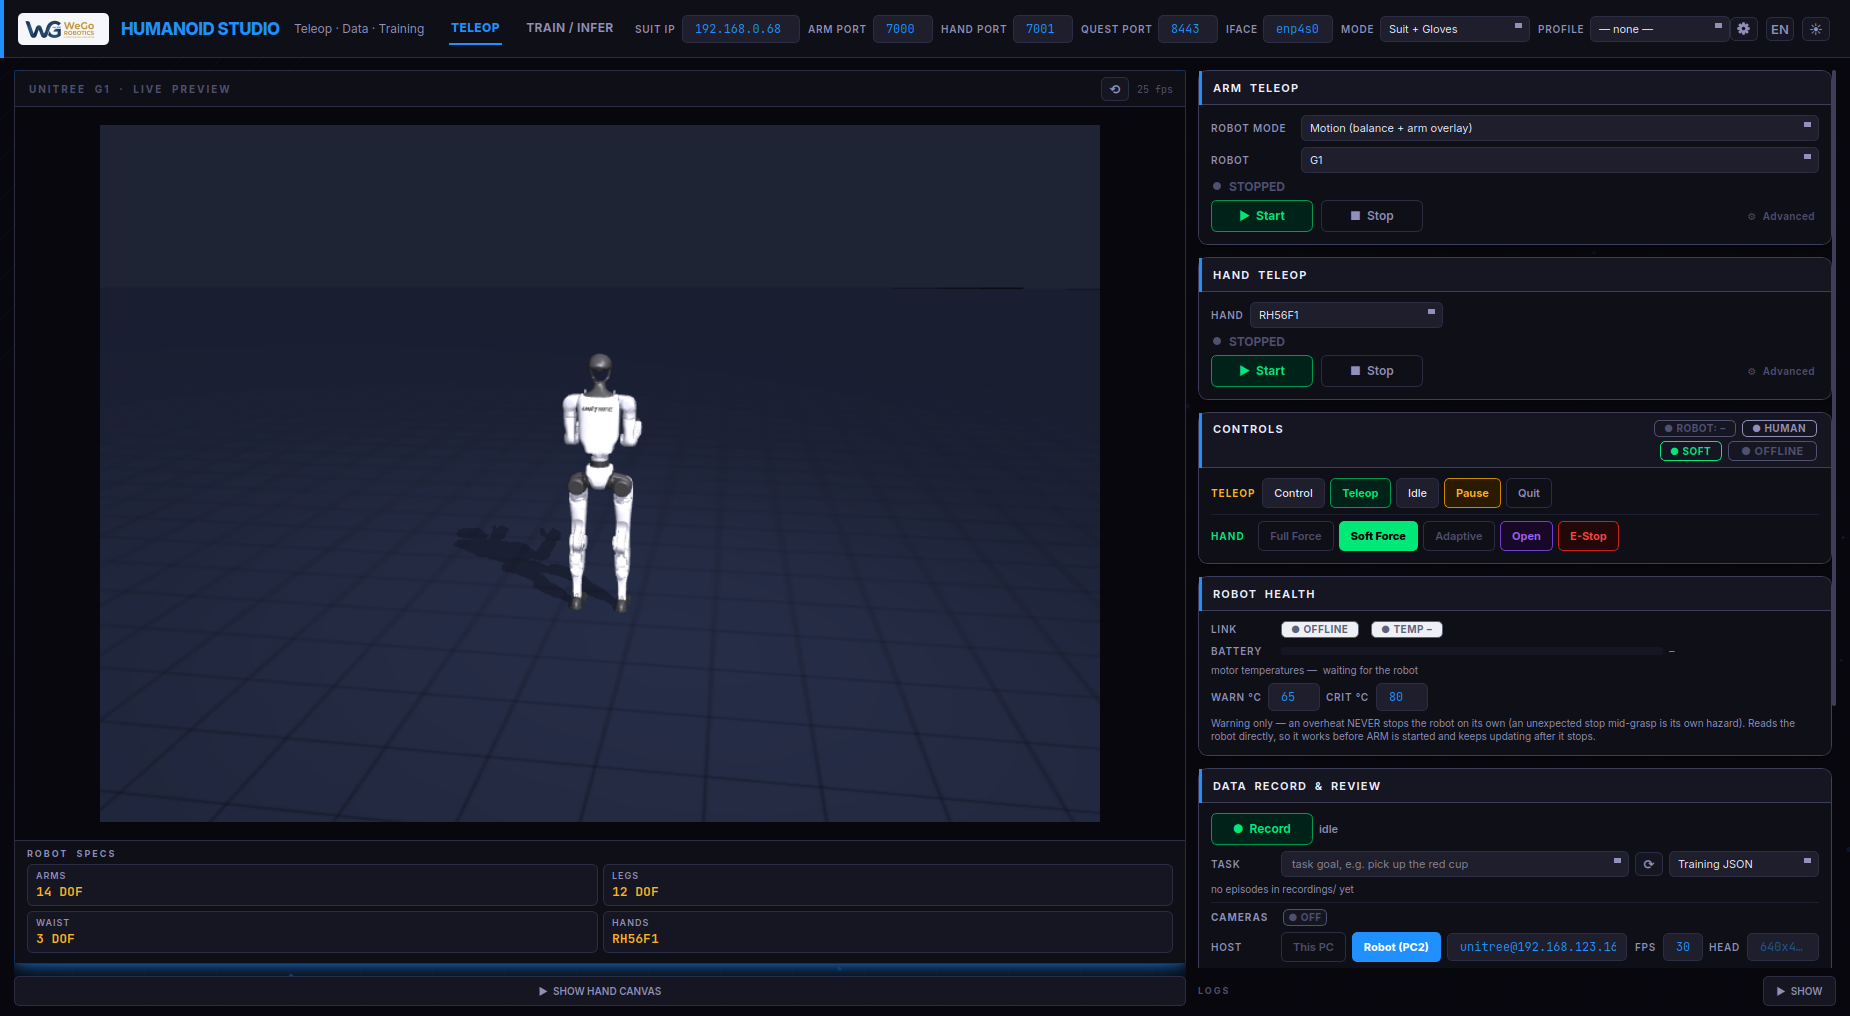 WG WeGo ROBOTICS
HUMANOID STUDIO
Teleop · Data · Training
TELEOP
TRAIN / INFER
SUIT IP 192.168.0.68
ARM PORT 7000
HAND PORT 7001
QUEST PORT 8443
IFACE enp4s0
MODE Suit + Gloves
PROFILE — none —
EN
UNITREE G1 · LIVE PREVIEW
25 fps
ROBOT SPECS
ARMS
14 DOF
LEGS
12 DOF
WAIST
3 DOF
HANDS
RH56F1
▶ SHOW HAND CANVAS
ARM TELEOP
ROBOT MODE Motion (balance + arm overlay)
ROBOT G1
STOPPED
▶ Start
■ Stop
Advanced
HAND TELEOP
HAND RH56F1
STOPPED
▶ Start
■ Stop
Advanced
CONTROLS
ROBOT: –
HUMAN
SOFT
OFFLINE
TELEOP Control Teleop Idle Pause Quit
HAND Full Force Soft Force Adaptive Open E-Stop
ROBOT HEALTH
LINK OFFLINE TEMP –
BATTERY –
motor temperatures — waiting for the robot
WARN °C 65 CRIT °C 80
Warning only — an overheat NEVER stops the robot on its own (an unexpected stop mid-grasp is its own hazard). Reads the
robot directly, so it works before ARM is started and keeps updating after it stops.
DATA RECORD & REVIEW
● Record idle
TASK task goal, e.g. pick up the red cup Training JSON
no episodes in recordings/ yet
CAMERAS OFF
HOST This PC Robot (PC2) unitree@192.168.123.16 FPS 30 HEAD 640x4…
LOGS
▶ SHOW